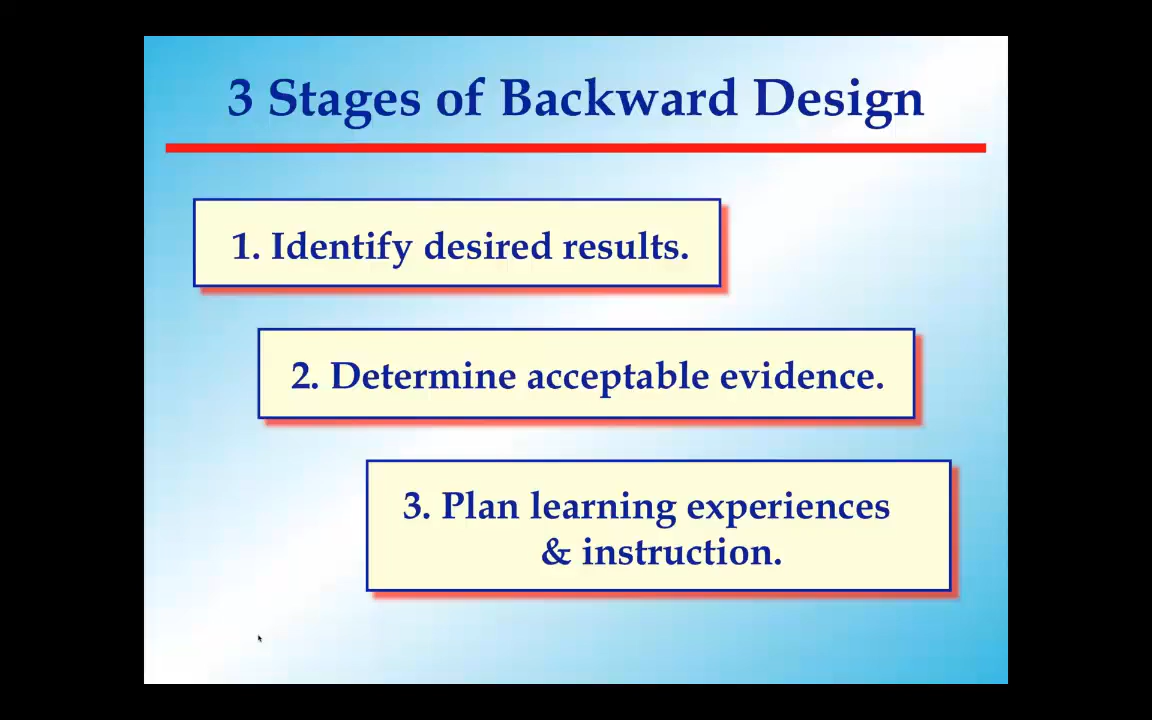 3 Stages of Backward Design
1. Identify desired results.
2. Determine acceptable evidence.
3. Plan learning experiences
& instruction.